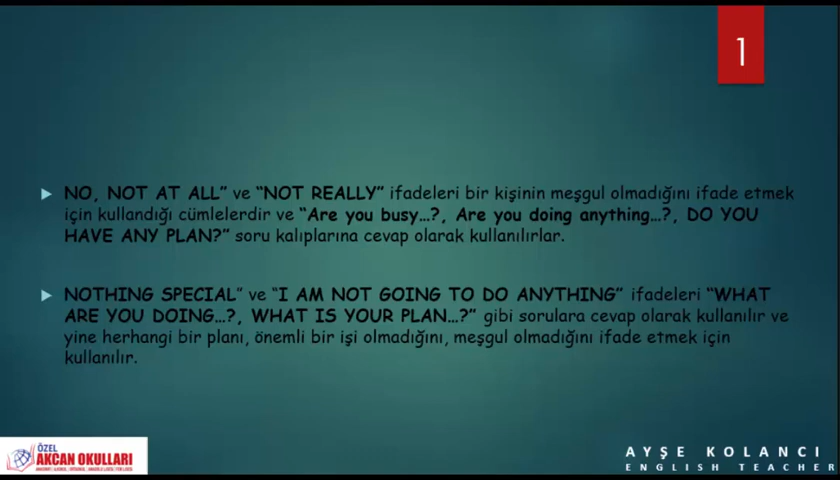 1
NO, NOT AT ALL” ve “NOT REALLY” ifadeleri bir kişinin meşgul olmadığını ifade etmek
için kullandığı cümlelerdir ve “Are you busy…?, Are you doing anything…?, DO YOU
HAVE ANY PLAN?” soru kalıplarına cevap olarak kullanılırlar.
NOTHING SPECIAL” ve “I AM NOT GOING TO DO ANYTHING” ifadeleri “WHAT
ARE YOU DOING…?, WHAT IS YOUR PLAN…?” gibi sorulara cevap olarak kullanılır ve
yine herhangi bir planı, önemli bir işi olmadığını, meşgul olmadığını ifade etmek için
kullanılır.
ÖZEL
AKCAN OKULLARI
AYŞE KOLANCI
ENGLISH TEACHER